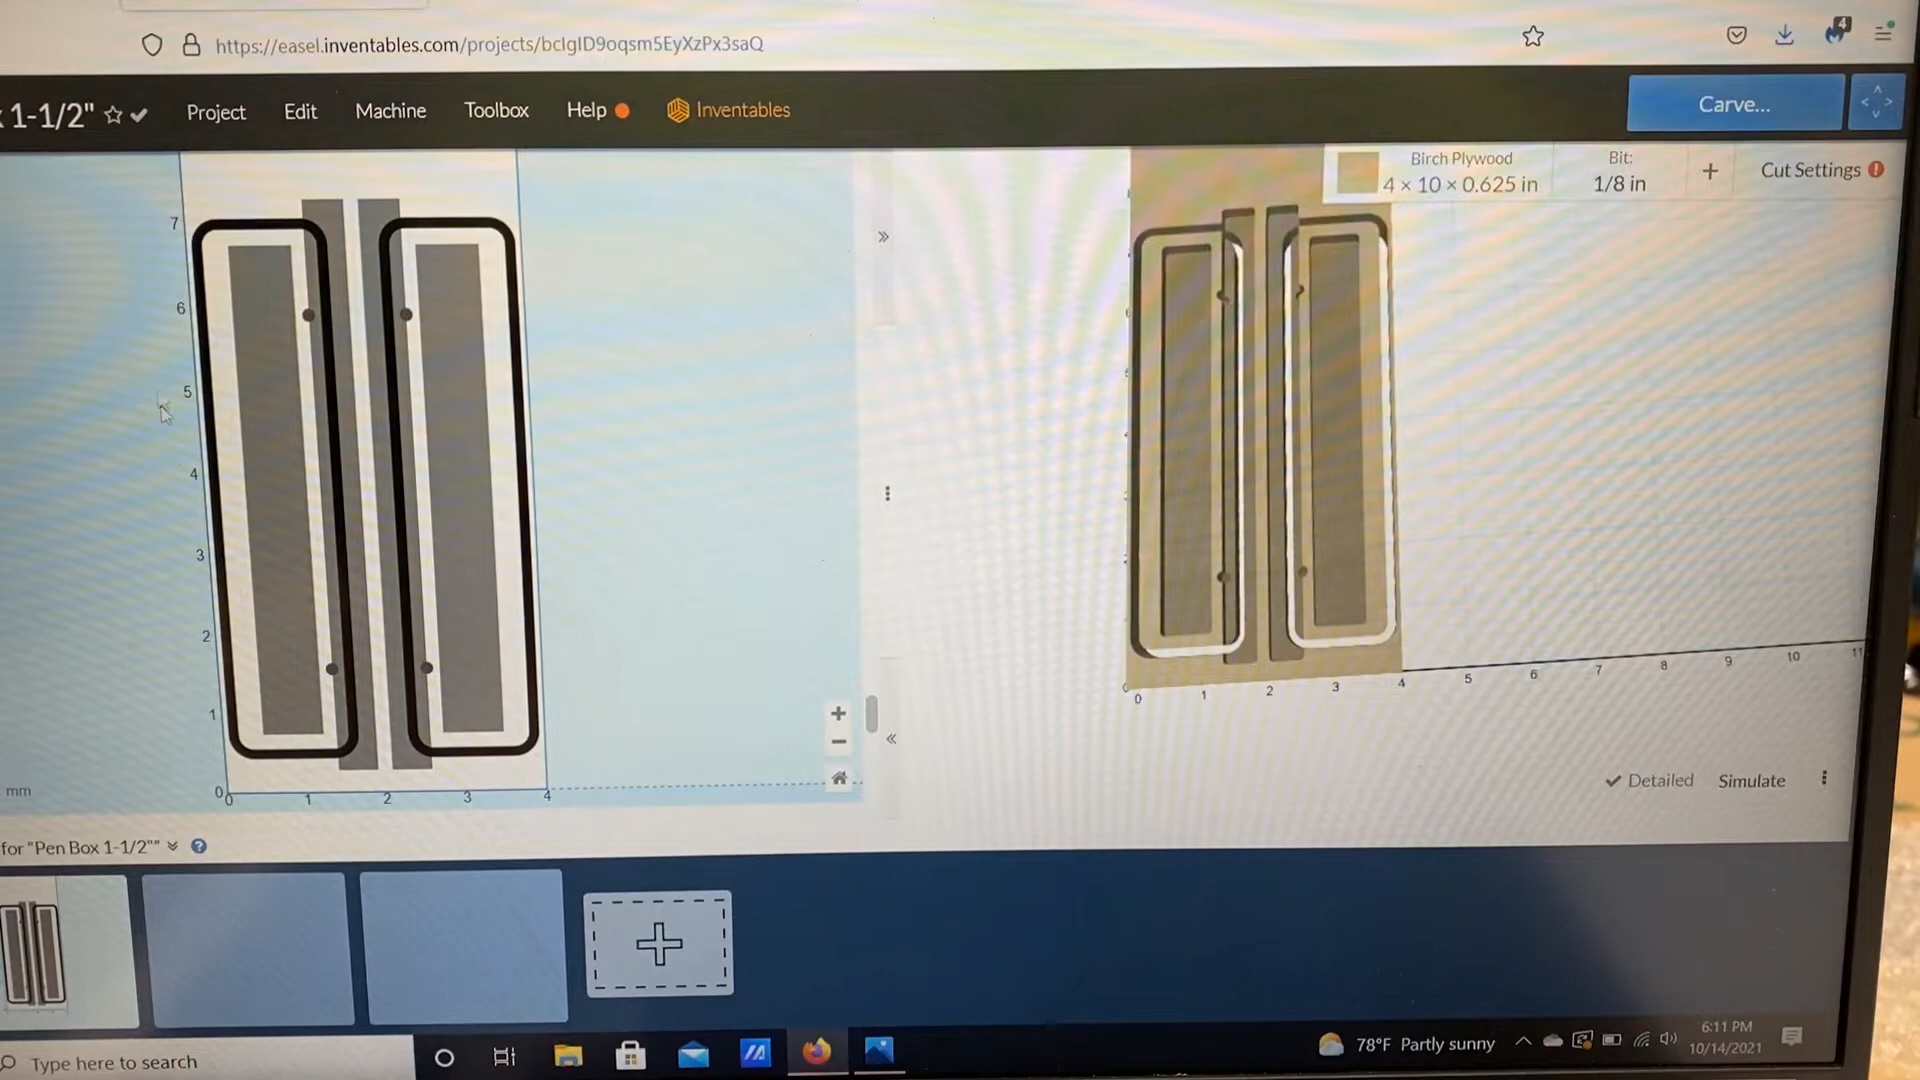 https://easel.inventables.com/projects/bclgID9oqsm5EyXzPx3saQ
4
1-1/2"
Project
Edit
Machine
Toolbox
Help
Inventables
Carve...
Birch Plywood
4 × 10 × 0.625 in
Bit:
1/8 in
+
Cut Settings
7
6
5
4
3
2
1
0
0
1
2
3
4
mm
0
1
2
3
4
5
6
7
8
9
10
11
Detailed
Simulate
for "Pen Box 1-1/2""
Type here to search
78°F Partly sunny
6:11 PM
10/14/2021